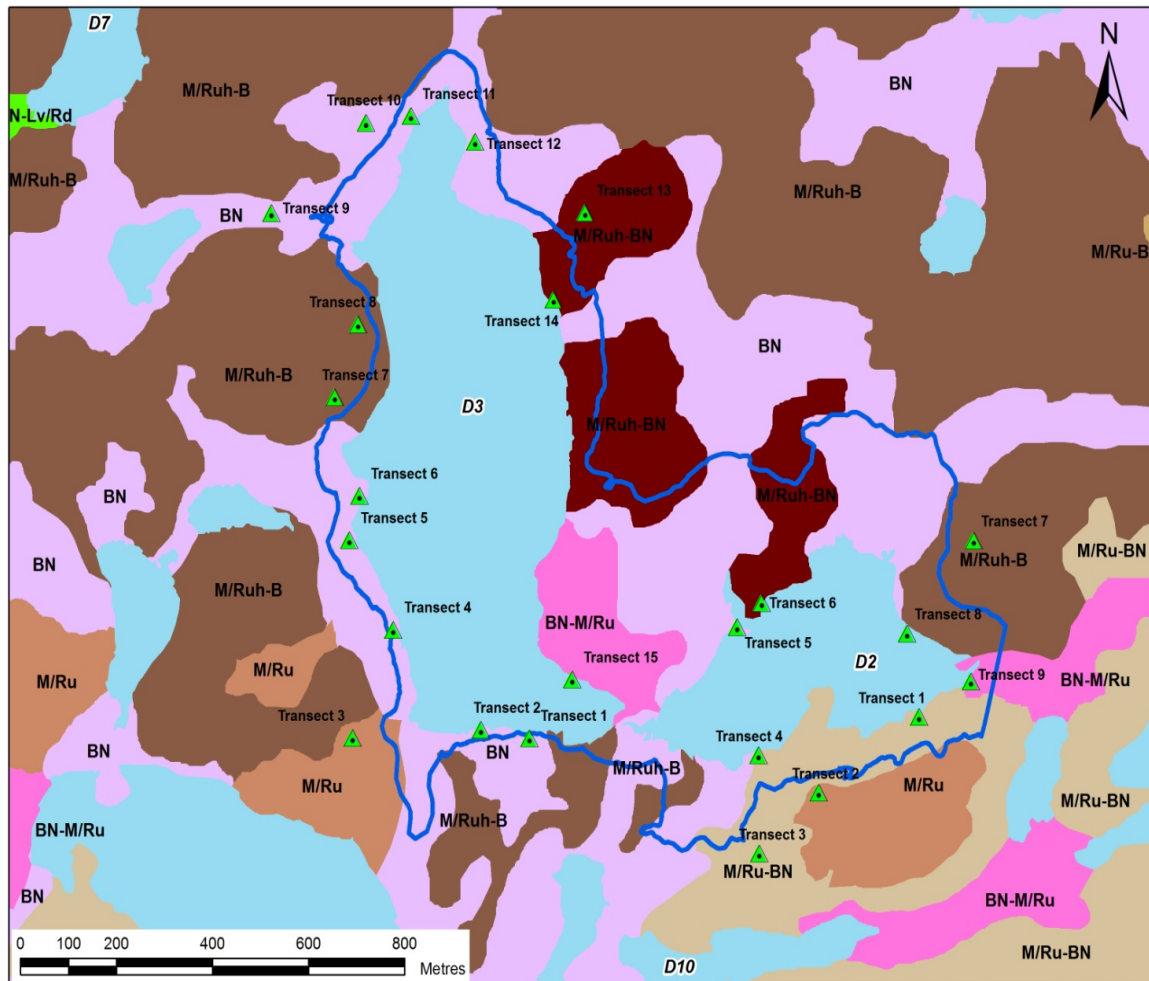 D7
N
M/Ruh-B
BN
Transect 10
Transect 11
N-Lv/Rd
Transect 12
M/Ruh-B
M/Ruh-B
Transect 13
BN
Transect 9
M/Ruh-BN
M/Ru-B
Transect 8
Transect 14
BN
M/Ruh-B
Transect 7
D3
M/Ruh-BN
Transect 6
BN
M/Ruh-BN
Transect 5
Transect 7
M/Ruh-B
M/Ru-BN
BN
M/Ruh-B
Transect 6
Transect 4
Transect 5
Transect 8
BN-M/Ru
D2
M/Ru
M/Ru
Transect 15
Transect 9
BN-M/Ru
Transect 3
Transect 2
Transect 1
Transect 1
BN
BN
Transect 4
M/Ru
M/Ruh-B
Transect 2
M/Ru
M/Ru-BN
M/Ruh-B
BN-M/Ru
Transect 3
M/Ru-BN
BN-M/Ru
BN
M/Ru-BN
D10
0 100 200 400 600 800
Metres